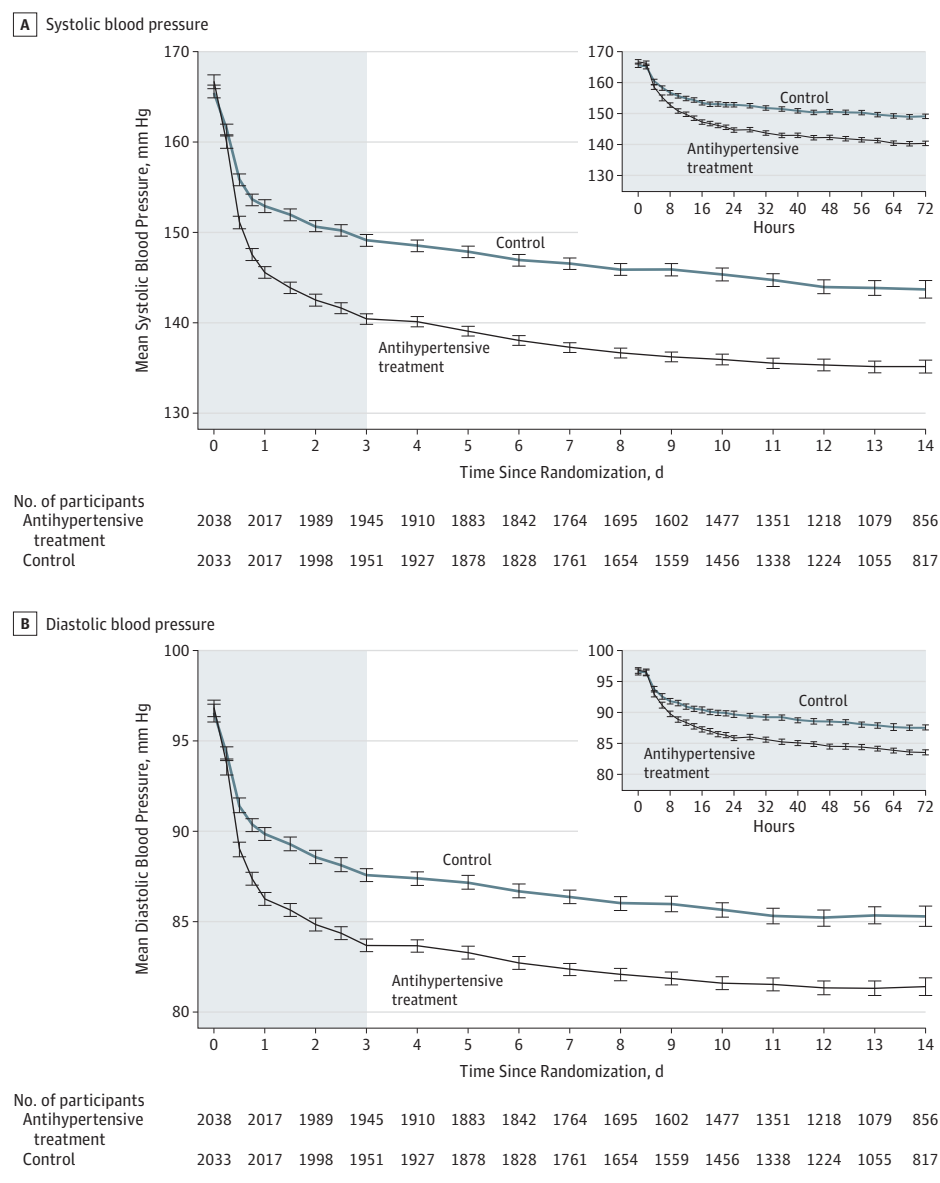 A Systolic blood pressure
170
160
150
140
130
Mean Systolic Blood Pressure, mm Hg
Control
Antihypertensive
treatment
0 1 2 3 4 5 6 7 8 9 10 11 12 13 14
Time Since Randomization, d
170
160
150
140
130
Control
Antihypertensive
treatment
0 8 16 24 32 40 48 56 64 72
Hours
No. of participants
Antihypertensive
treatment
2038 2017 1989 1945 1910 1883 1842 1764 1695 1602 1477 1351 1218 1079 856
Control 2033 2017 1998 1951 1927 1878 1828 1761 1654 1559 1456 1338 1224 1055 817
B Diastolic blood pressure
100
95
90
85
80
Mean Diastolic Blood Pressure, mm Hg
Control
Antihypertensive
treatment
0 1 2 3 4 5 6 7 8 9 10 11 12 13 14
Time Since Randomization, d
100
95
90
85
80
Control
Antihypertensive
treatment
0 8 16 24 32 40 48 56 64 72
Hours
No. of participants
Antihypertensive
treatment
2038 2017 1989 1945 1910 1883 1842 1764 1695 1602 1477 1351 1218 1079 856
Control 2033 2017 1998 1951 1927 1878 1828 1761 1654 1559 1456 1338 1224 1055 817